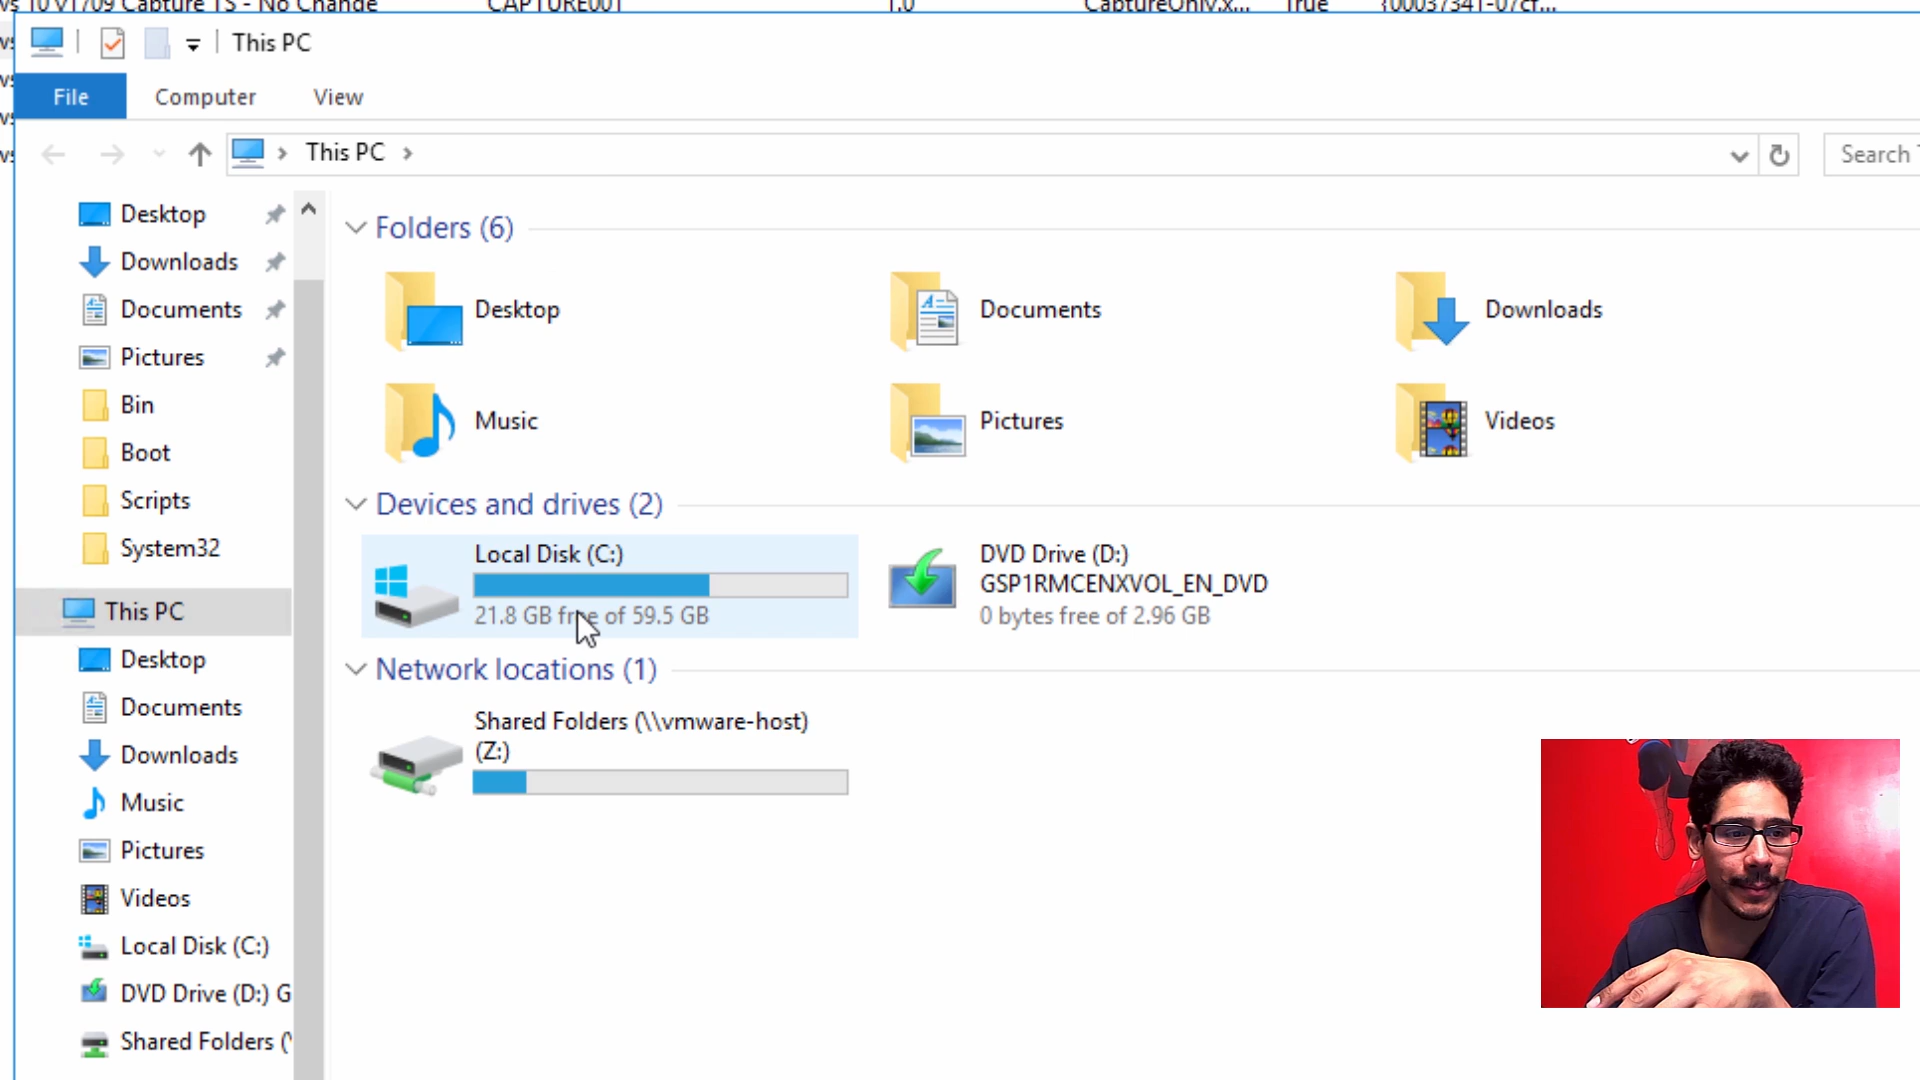 10 v1709 Capture TS - No Change CAPTURE001 1.0 CaptureOnly.x... True {00037341-07cf...
This PC
File Computer View
This PC
Search
Desktop
Downloads
Documents
Pictures
Bin
Boot
Scripts
System32
This PC
Desktop
Documents
Downloads
Music
Pictures
Videos
Local Disk (C:)
DVD Drive (D:) G
Shared Folders (\
Folders (6)
Desktop
Documents
Downloads
Music
Pictures
Videos
Devices and drives (2)
Local Disk (C:)
21.8 GB free of 59.5 GB
DVD Drive (D:)
GSP1RMCENXVOL_EN_DVD
0 bytes free of 2.96 GB
Network locations (1)
Shared Folders (\\vmware-host)
(Z:)